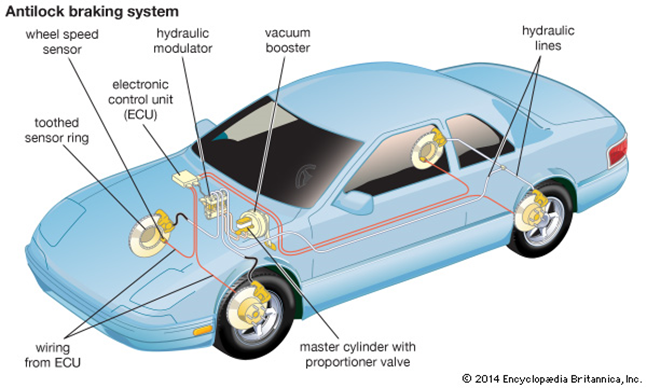 Antilock braking system
wheel speed
sensor
hydraulic
modulator
vacuum
booster
hydraulic
lines
electronic
control unit
(ECU)
toothed
sensor ring
wiring
from ECU
master cylinder with
proportioner valve
© 2014 Encyclopædia Britannica, Inc.